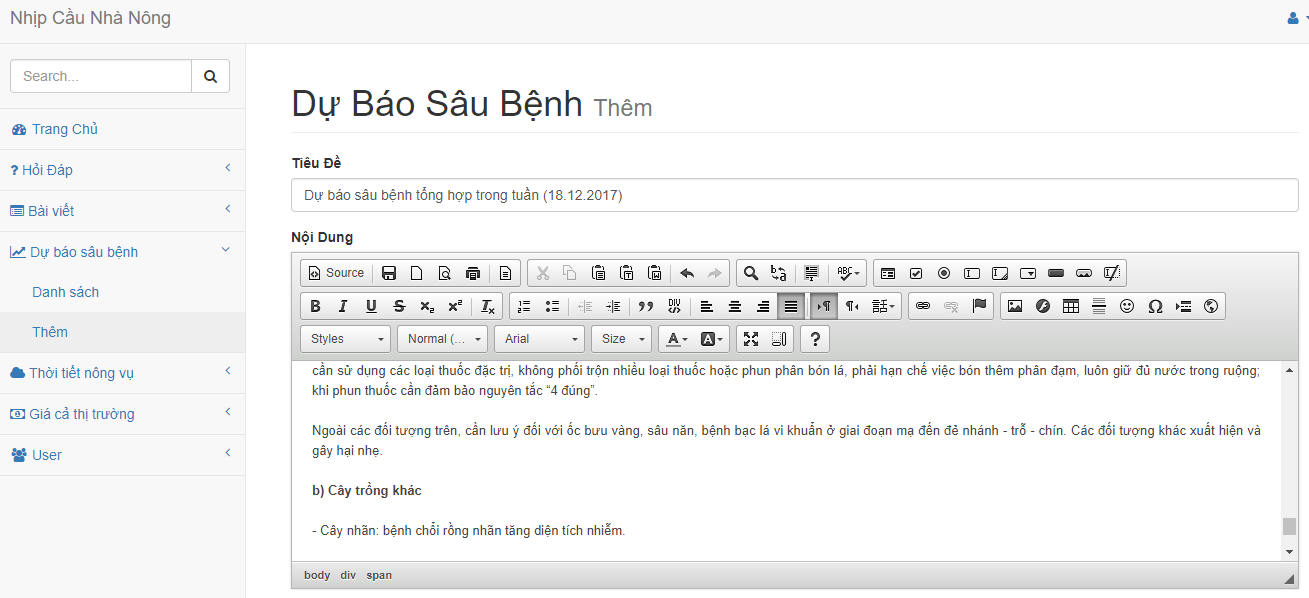 Nhịp Cầu Nhà Nông
Search...
Trang Chủ
Hỏi Đáp
Bài viết
Dự báo sâu bệnh
Danh sách
Thêm
Thời tiết nông vụ
Giá cả thị trường
User
Dự Báo Sâu Bệnh Thêm
Tiêu Đề
Dự báo sâu bệnh tổng hợp trong tuần (18.12.2017)
Nội Dung
Source
Styles Normal (... Arial Size
cần sử dụng các loại thuốc đặc trị, không phối trộn nhiều loại thuốc hoặc phun phân bón lá, phải hạn chế việc bón thêm phân đạm, luôn giữ đủ nước trong ruộng;
khi phun thuốc cần đảm bảo nguyên tắc “4 đúng”.
Ngoài các đối tượng trên, cần lưu ý đối với ốc bưu vàng, sâu năn, bệnh bạc lá vi khuẩn ở giai đoạn mạ đến đẻ nhánh - trỗ - chín. Các đối tượng khác xuất hiện và
gây hại nhẹ.
b) Cây trồng khác
- Cây nhãn: bệnh chổi rồng nhãn tăng diện tích nhiễm.
body div span